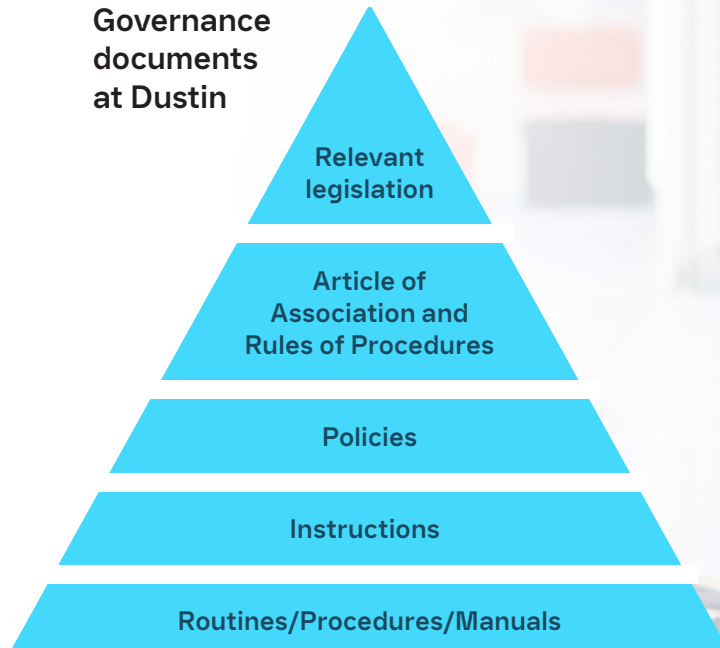 Governance
documents
at Dustin
Relevant
legislation
Article of
Association and
Rules of Procedures
Policies
Instructions
Routines/Procedures/Manuals